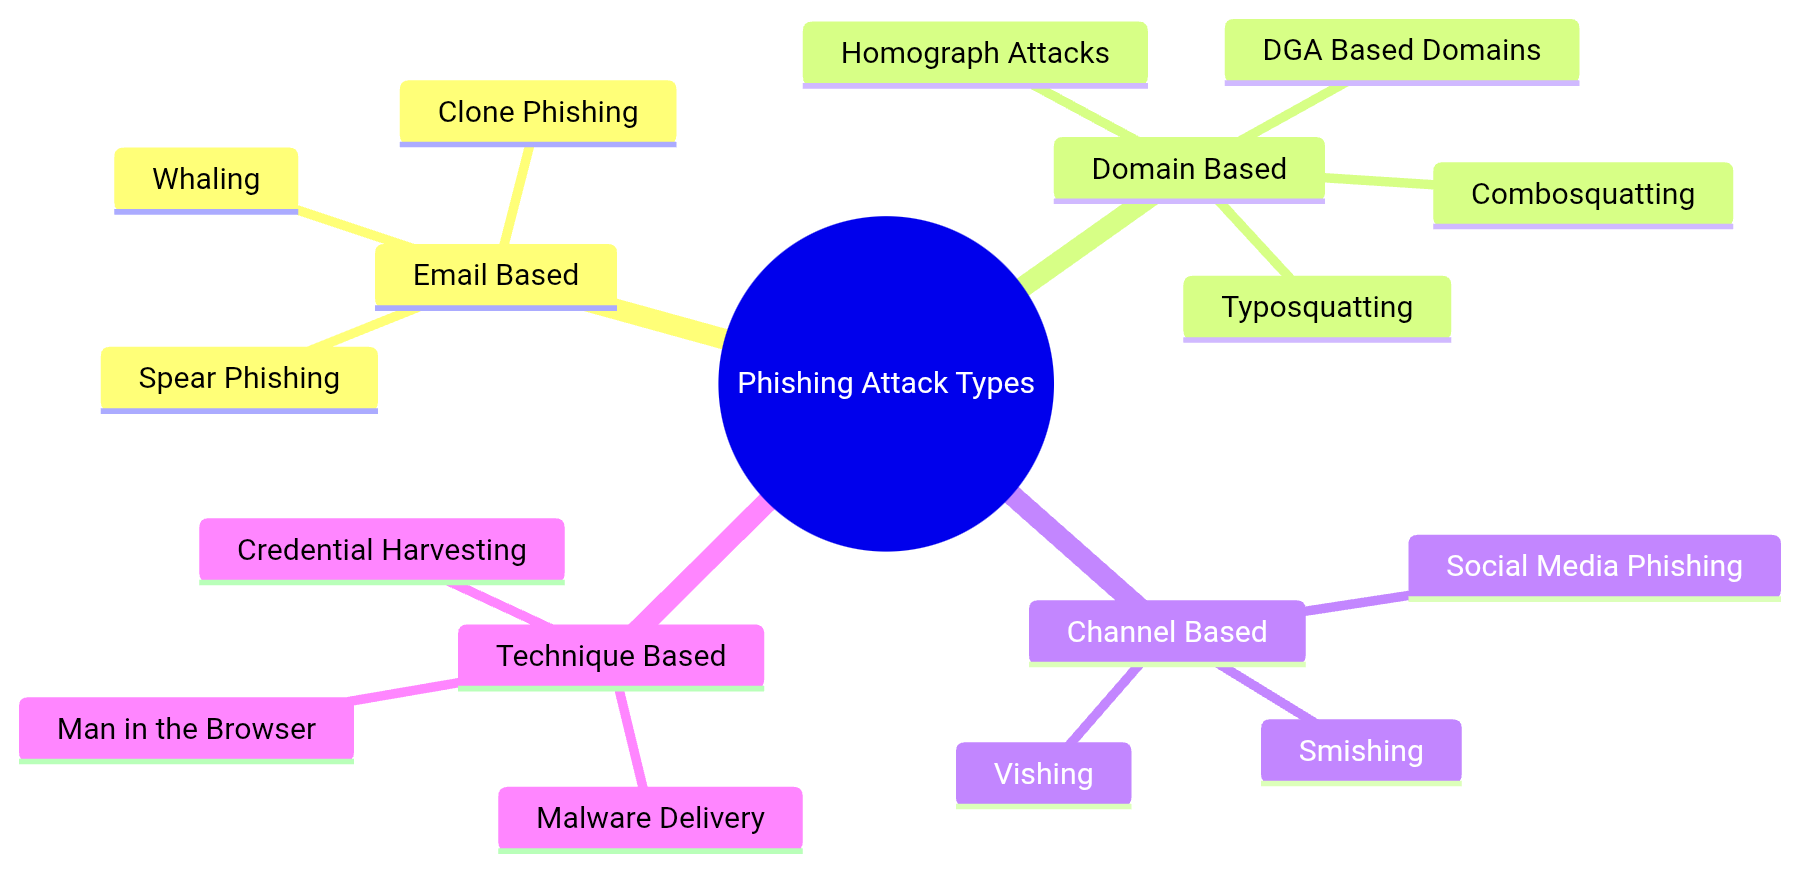 Homograph Attacks
DGA Based Domains
Clone Phishing
Domain Based
Whaling
Combosquatting
Email Based
Typosquatting
Spear Phishing
Phishing Attack Types
Credential Harvesting
Social Media Phishing
Channel Based
Technique Based
Man in the Browser
Smishing
Vishing
Malware Delivery